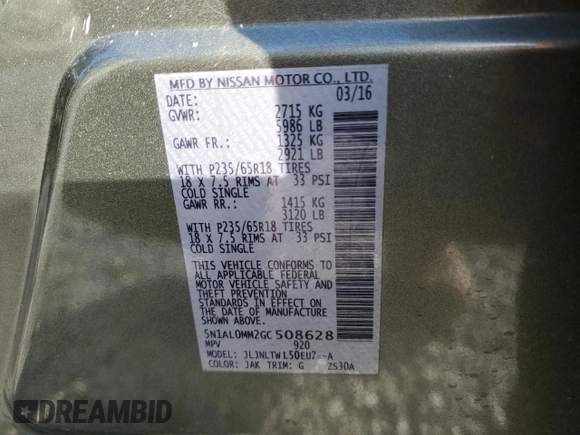 MFD BY NISSAN MOTOR CO., LTD.
DATE: 03/16
GVWR: 2715 KG
5986 LB
GAWR FR.: 1325 KG
2921 LB
WITH P235/65R18 TIRES
18 X 7.5 RIMS AT 33 PSI
COLD SINGLE
GAWR RR.: 1415 KG
3120 LB
WITH P235/65R18 TIRES
18 X 7.5 RIMS AT 33 PSI
COLD SINGLE
THIS VEHICLE CONFORMS TO
ALL APPLICABLE FEDERAL
MOTOR VEHICLE SAFETY AND
THEFT PREVENTION
STANDARDS IN EFFECT ON
THE DATE OF MANUFACTURE
SHOWN ABOVE.
5N1AL0MM2GC508628
MPV 920
MODEL: JLJNLTWL50EU7--A
COLOR: JAK TRIM: G ZS30A
DREAMBID